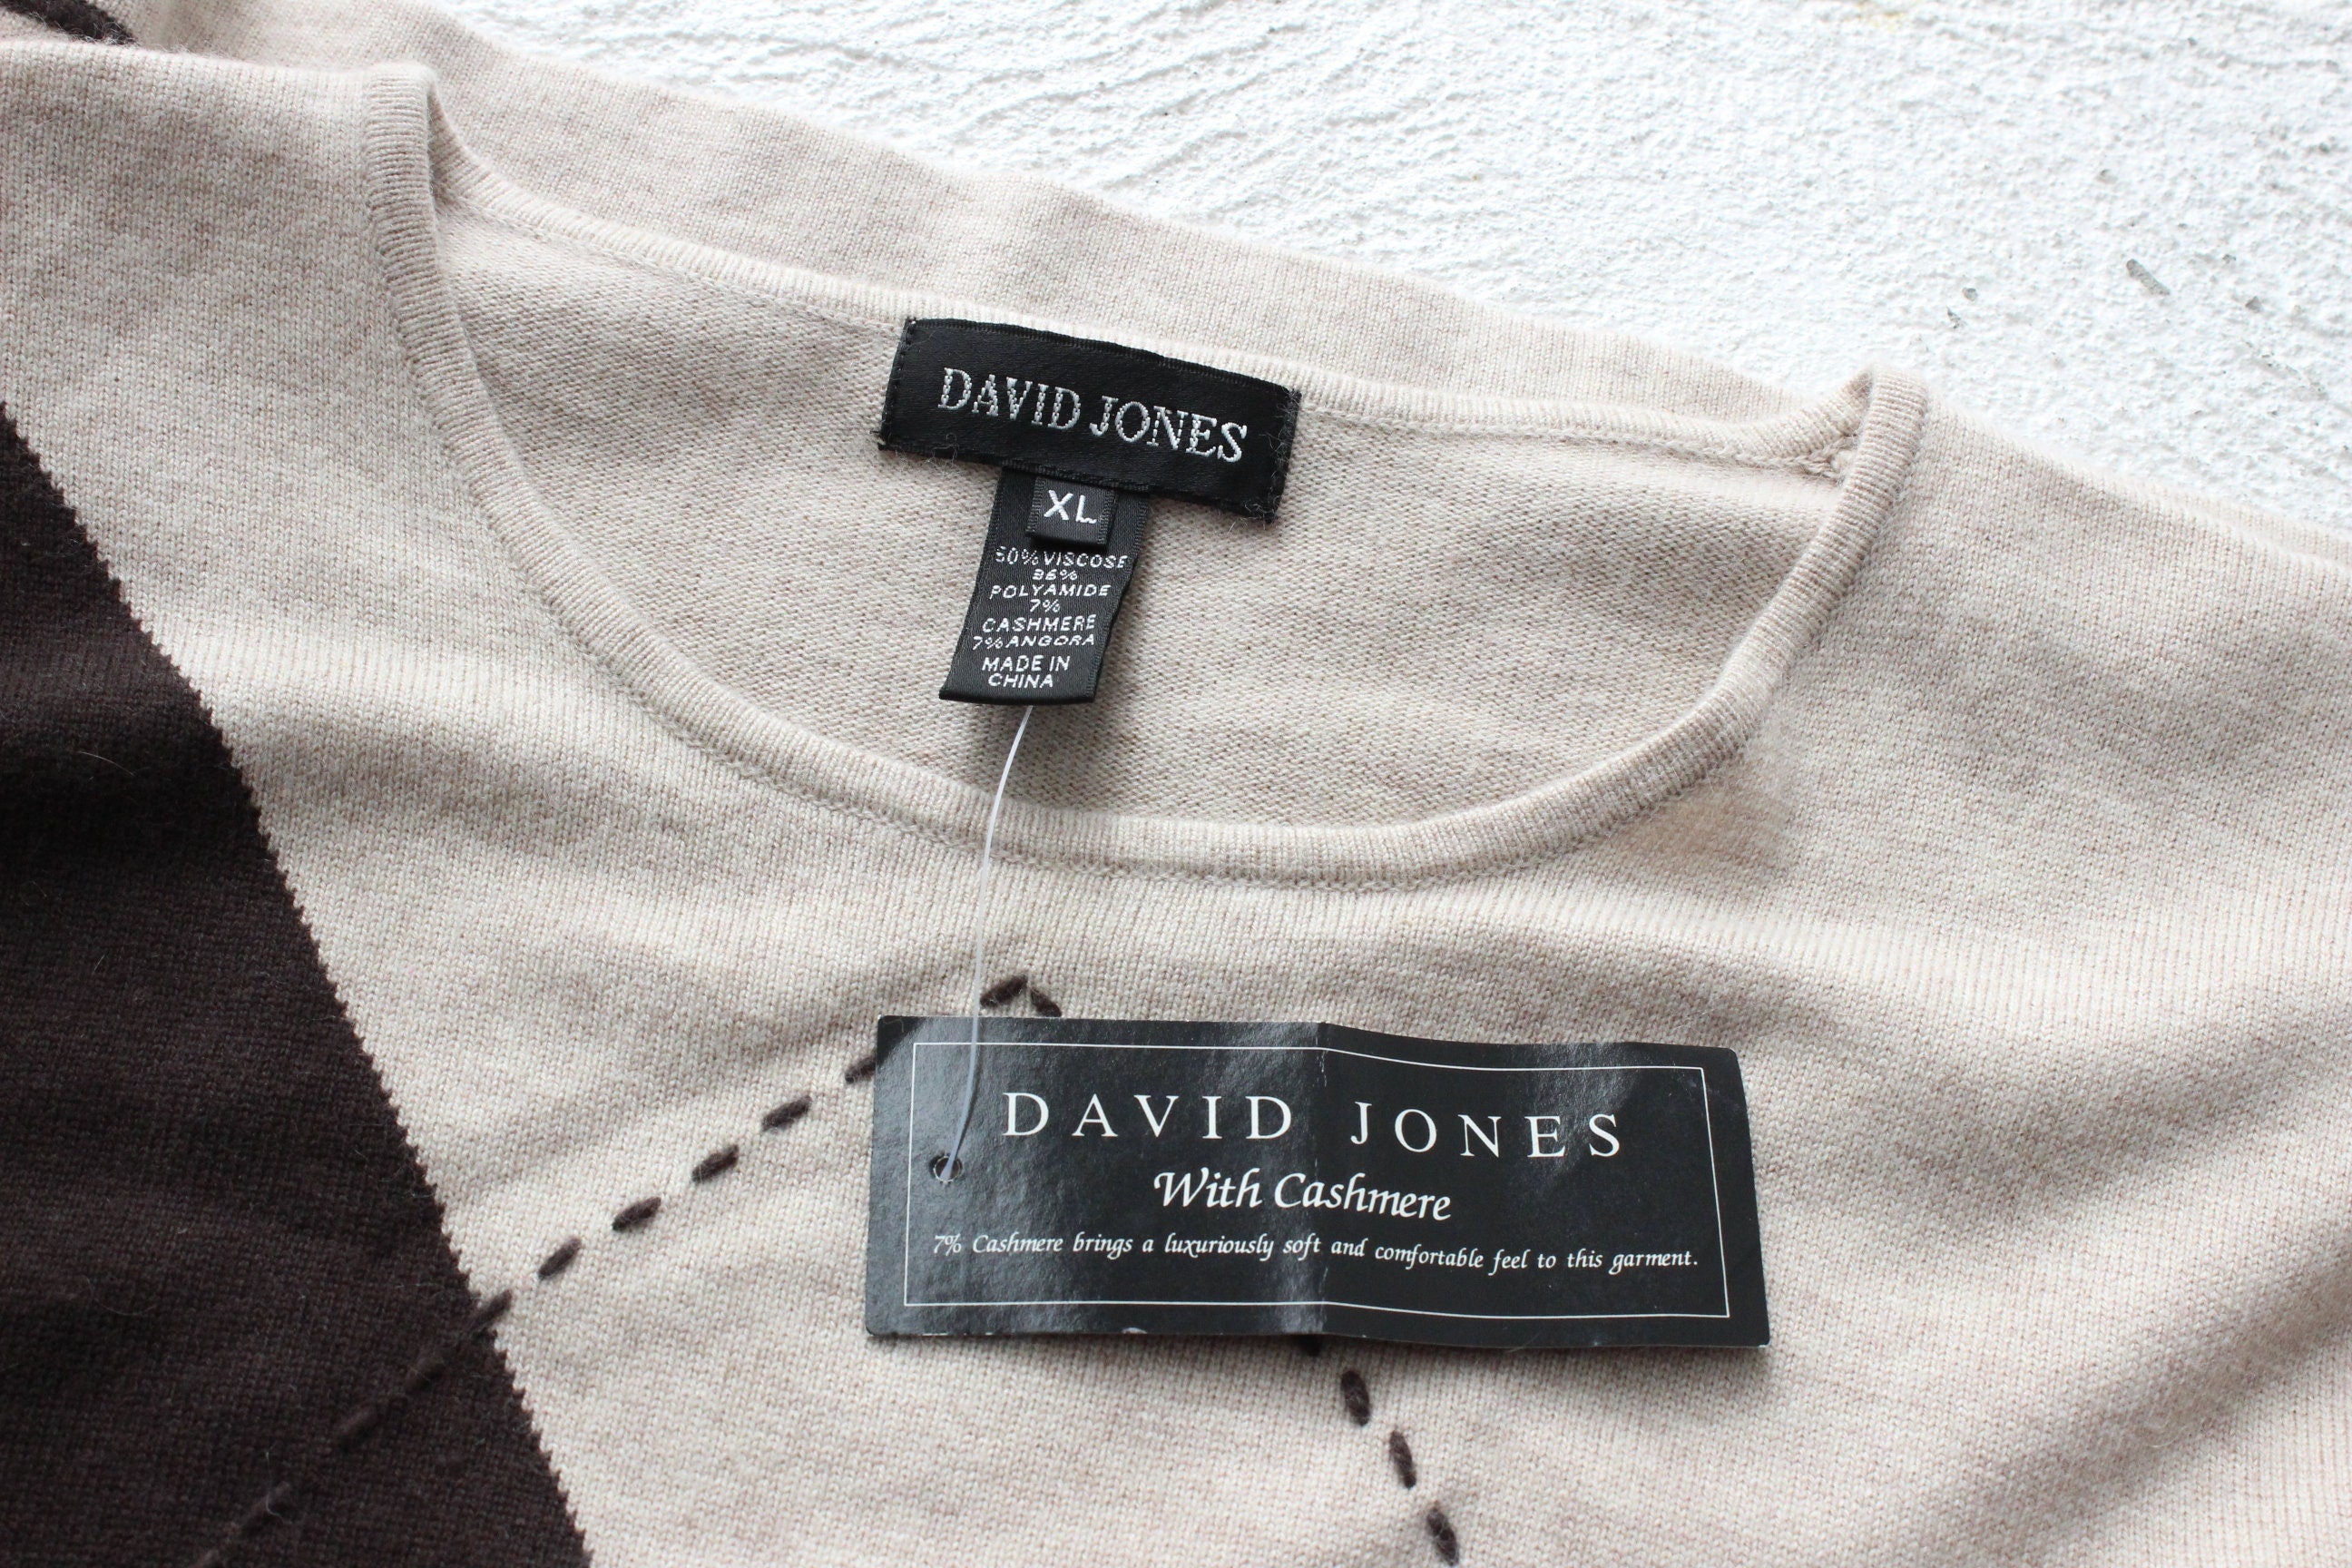 DAVID JONES
XL
50% VISCOSE
36%
POLYAMIDE
7%
CASHMERE
7% ANGORA
MADE IN
CHINA
DAVID JONES
With Cashmere
7% Cashmere brings a luxuriously soft and comfortable feel to this garment.